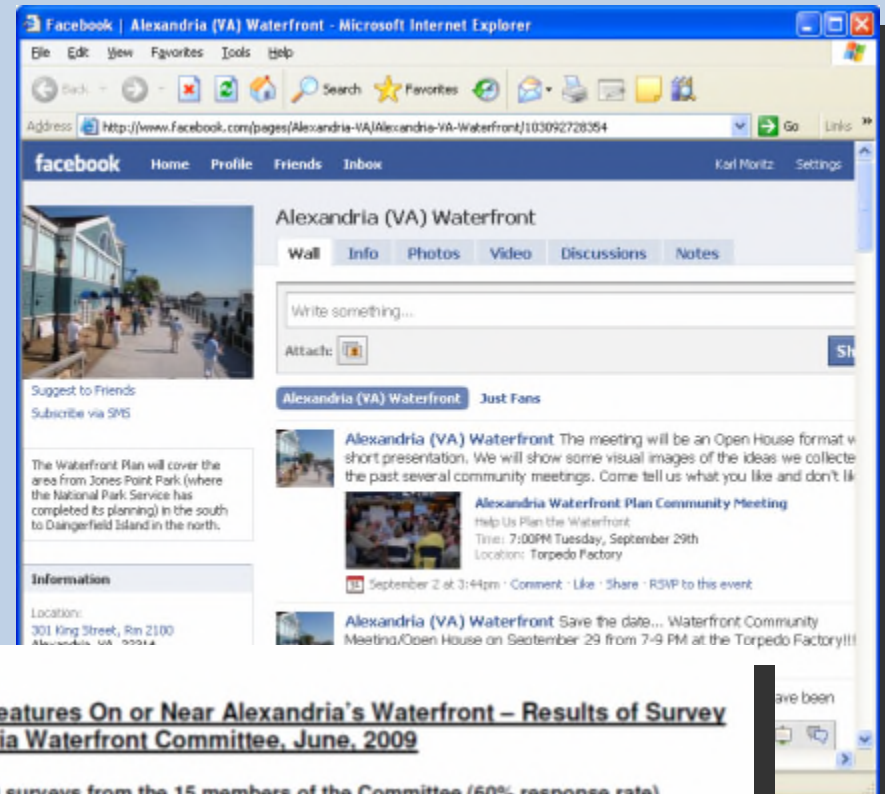 Facebook | Alexandria (VA) Waterfront - Microsoft Internet Explorer
File Edit View Favorites Tools Help
Back Search Favorites
Address http://www.facebook.com/pages/Alexandria-VA/Alexandria-VA-Waterfront/103092728354 Go Links »
facebook Home Profile Friends Inbox Karl Moritz Settings
Alexandria (VA) Waterfront
Wall Info Photos Video Discussions Notes
Write something...
Attach: Sh
Suggest to Friends
Subscribe via SMS
Alexandria (VA) Waterfront Just Fans
The Waterfront Plan will cover the
area from Jones Point Park (where
the National Park Service has
completed its planning) in the south
to Daingerfield Island in the north.
Information
Location:
301 King Street, Rm 2100
Alexandria, VA, 22314
Alexandria (VA) Waterfront The meeting will be an Open House format w
short presentation. We will show some visual images of the ideas we collecte
the past several community meetings. Come tell us what you like and don't lik
Alexandria Waterfront Plan Community Meeting
Help Us Plan the Waterfront
Time: 7:00PM Tuesday, September 29th
Location: Torpedo Factory
31 September 2 at 3:44pm · Comment · Like · Share · RSVP to this event
Alexandria (VA) Waterfront Save the date... Waterfront Community
Meeting/Open House on September 29 from 7-9 PM at the Torpedo Factory!!!
ave been
eatures On or Near Alexandria's Waterfront – Results of Survey
ia Waterfront Committee, June, 2009
surveys from the 15 members of the Committee (60% response rate)